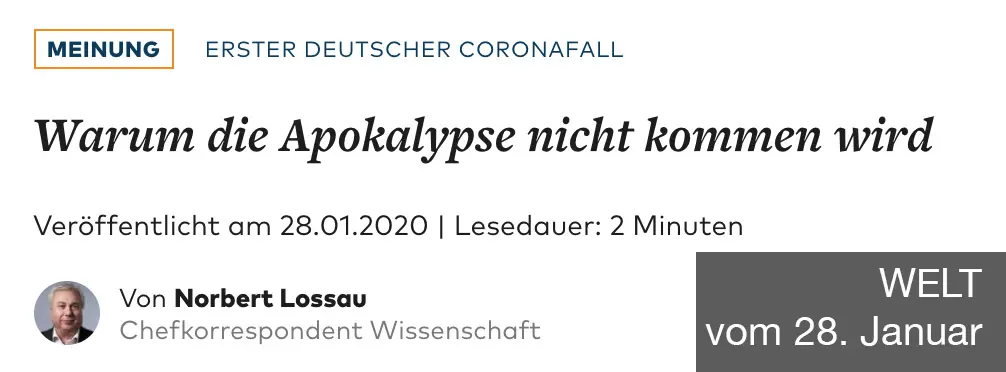 MEINUNG ERSTER DEUTSCHER CORONAFALL
Warum die Apokalypse nicht kommen wird
Veröffentlicht am 28.01.2020 | Lesedauer: 2 Minuten
Von Norbert Lossau
Chefkorrespondent Wissenschaft
WELT
vom 28. Januar